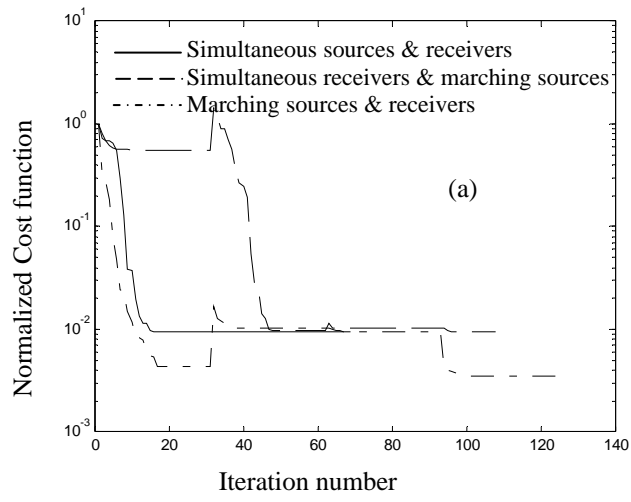 10^1
Simultaneous sources & receivers
Simultaneous receivers & marching sources
Marching sources & receivers
10^0
(a)
10^-1
10^-2
10^-3
Normalized Cost function
0 20 40 60 80 100 120 140
Iteration number